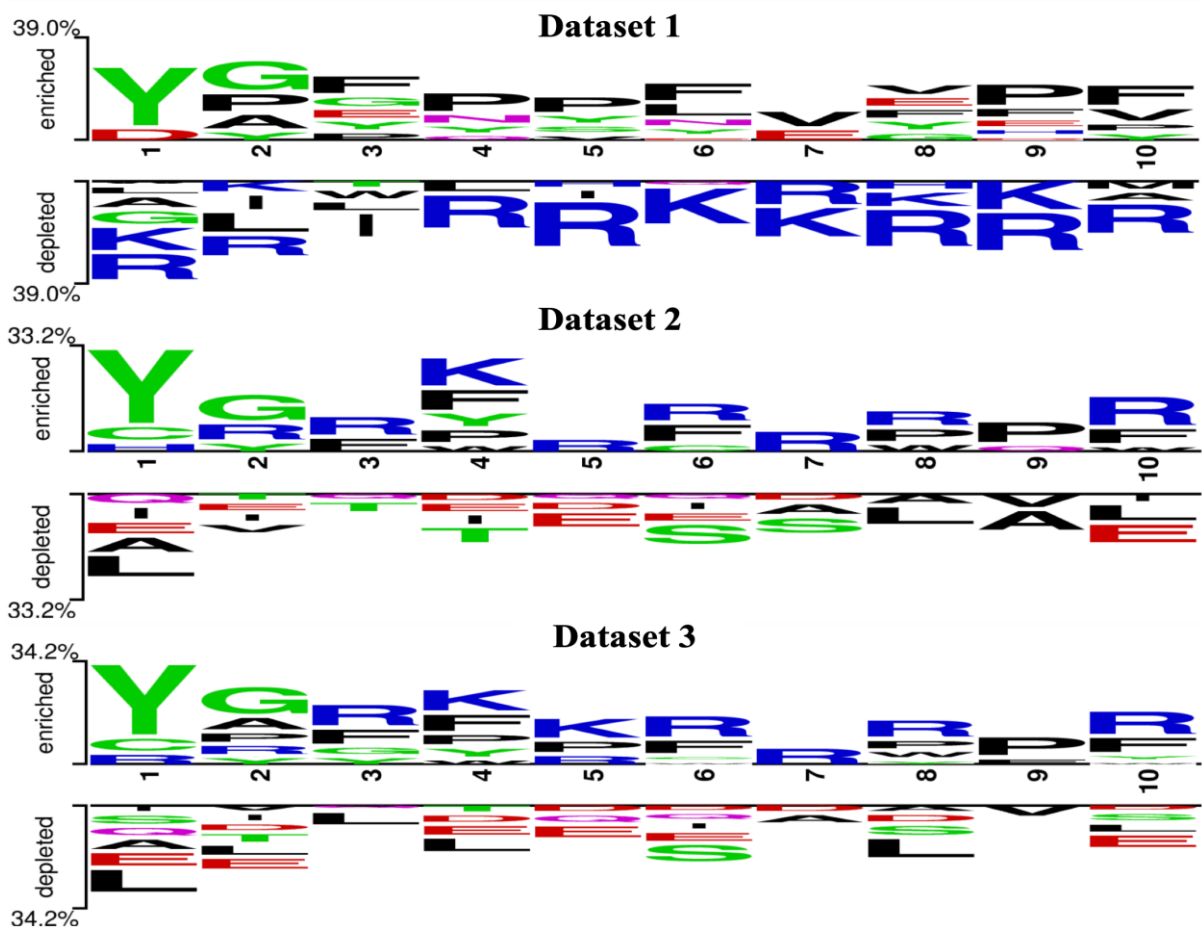 Dataset 1
39.0%
enriched
Y G F P P F V V P F
D P G N Y L E E F V
A E Y S N F E P
Y Y G Y Y H Y
P G
1 2 3 4 5 6 7 8 9 10
depleted
A K T L I K R H K M
G I W R R K K K R A
K L L R R
R R I
39.0%
Dataset 2
33.2%
enriched
Y G R K R R R R P R
C R F F F P Q F
H Y Y G W W
P
W
1 2 3 4 5 6 7 8 9 10
depleted
Q T Q D Q Q D A V I
I E T E D I A L A L
E I I E E S E
A V T S
L
33.2%
Dataset 3
34.2%
enriched
Y G R K K R R R P R
C A F F P F P F
R P G P R W
R Y Y
Y W
1 2 3 4 5 6 7 8 9 10
depleted
I V L T D D D A V D
S I D Q Q A D S
Q D E E I S L
A T L E L E
E L S
L E
34.2%